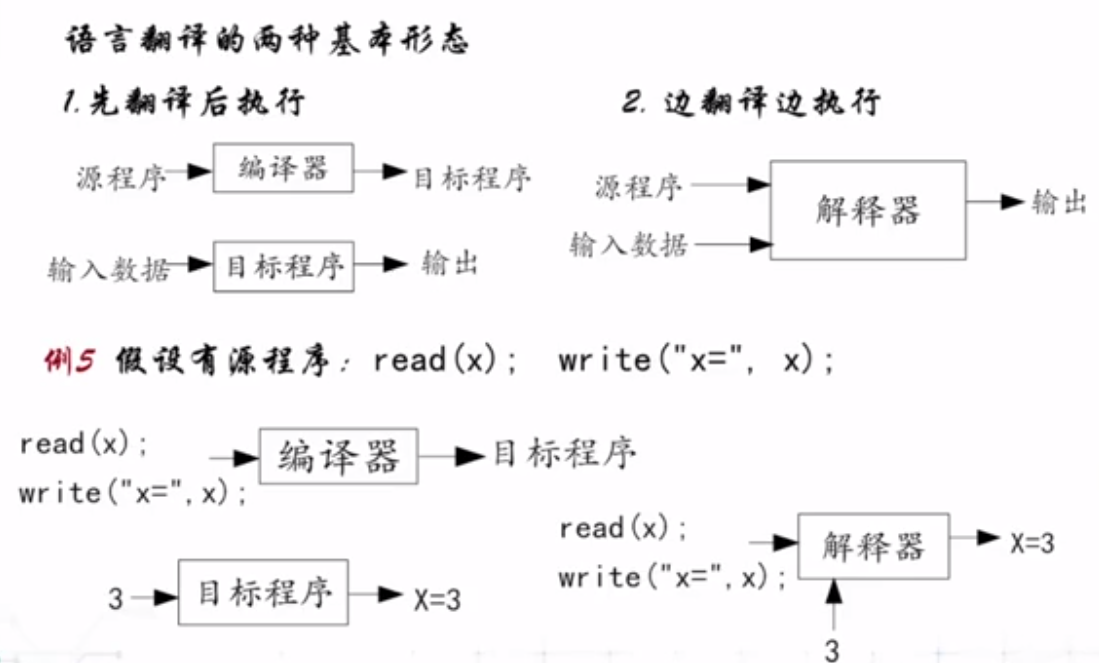 语言翻译的两种基本形态
1.先翻译后执行
源程序 编译器 目标程序
输入数据 目标程序 输出
2. 边翻译边执行
源程序
输入数据
解释器
输出
例5 假设有源程序: read(x); write("x=", x);
read(x);
write("x=",x);
编译器
目标程序
3 目标程序 X=3
read(x);
write("x=",x);
解释器
X=3
3